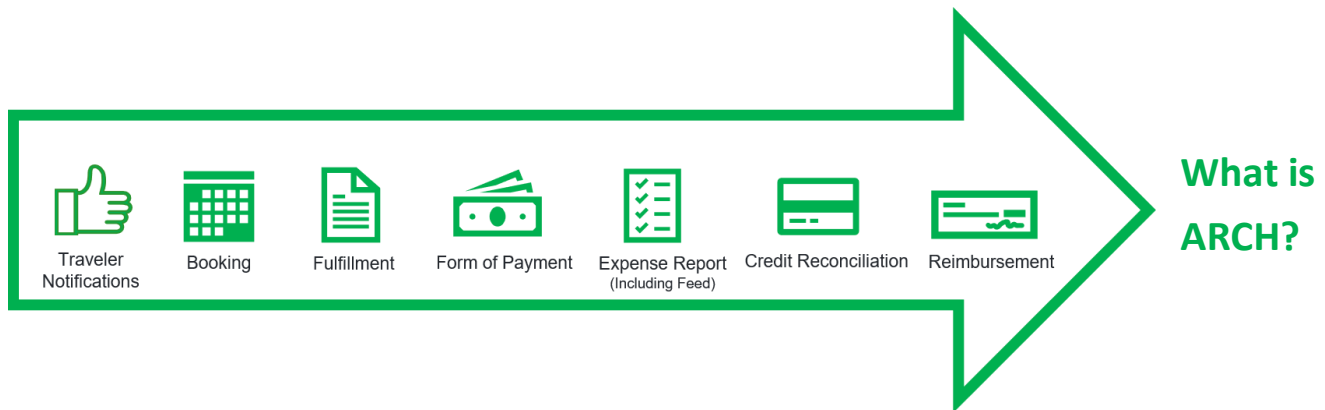 Traveler
Notifications
Booking
Fulfillment
Form of Payment
Expense Report
(Including Feed)
Credit Reconciliation
Reimbursement
What is
ARCH?